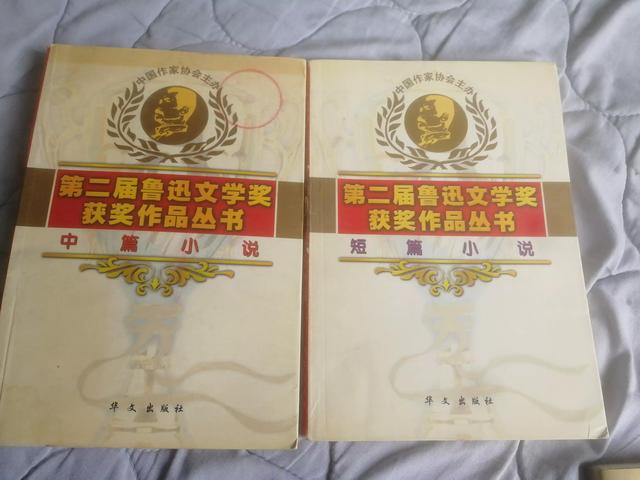 中国作家协会主办
第二届鲁迅文学奖
获奖作品丛书
中篇小说
华文出版社
中国作家协会主办
第二届鲁迅文学奖
获奖作品丛书
短篇小说
华文出版社